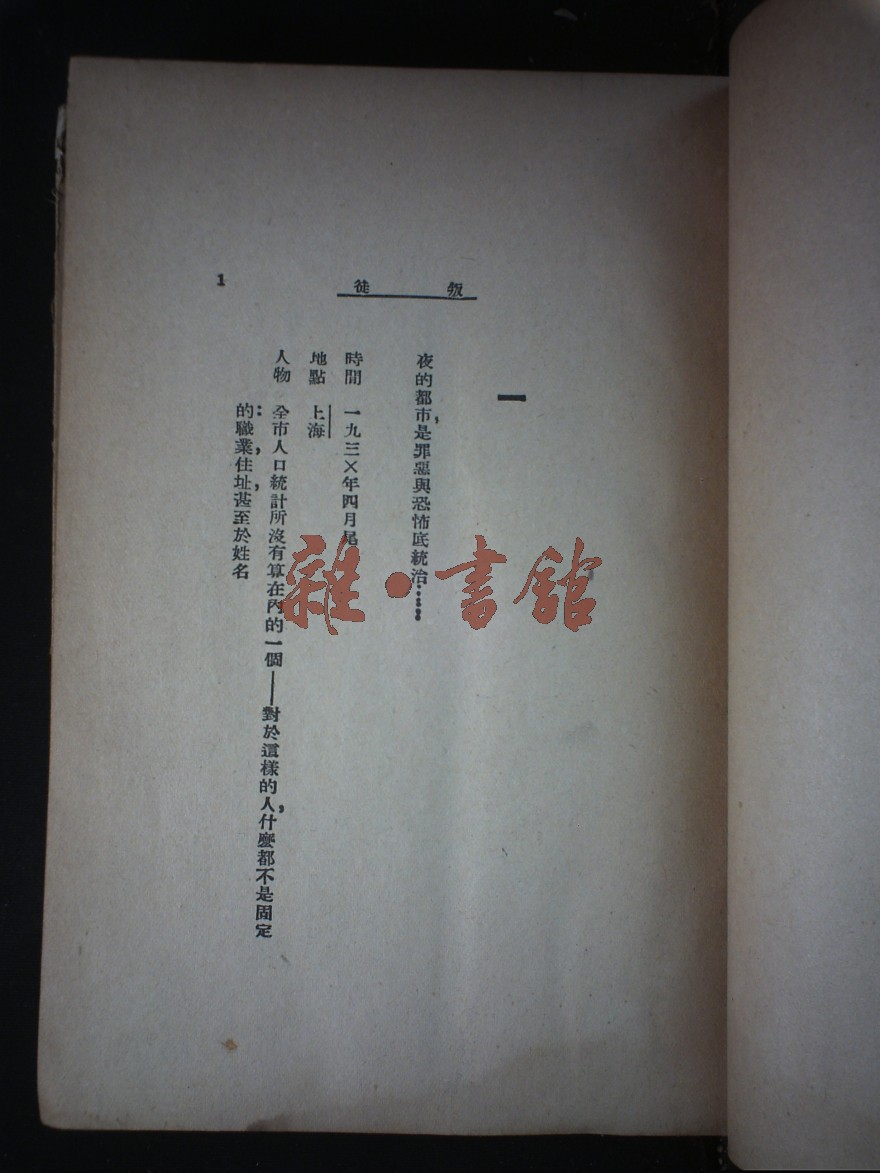 叛徒
1
一
夜的都市，是罪惡與恐怖底統治……
時間　一九三×年四月尾
地點　上海
人物　全市人口統計所沒有算在內的一個——對於這樣的人，什麼都不是固定
的：職業，住址，甚至於姓名
雜·書館